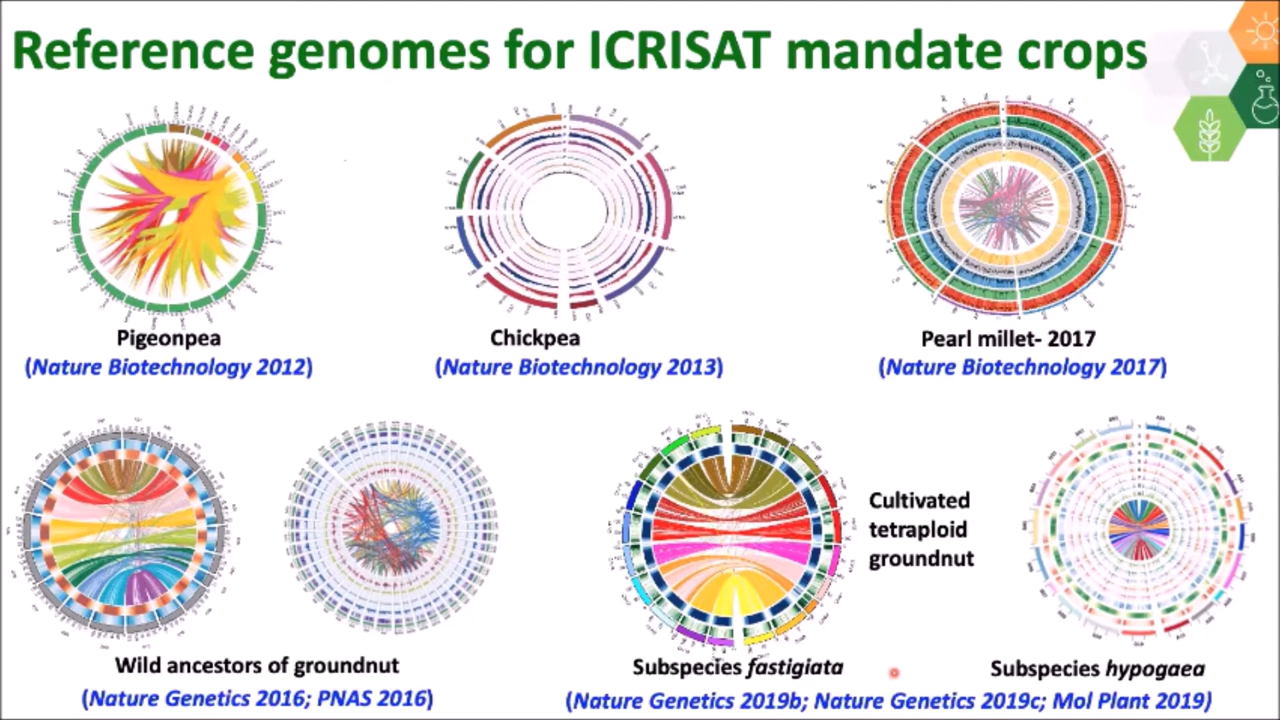 Reference genomes for ICRISAT mandate crops
Pigeonpea
(Nature Biotechnology 2012)
Chickpea
(Nature Biotechnology 2013)
Pearl millet- 2017
(Nature Biotechnology 2017)
Cultivated
tetraploid
groundnut
Wild ancestors of groundnut
(Nature Genetics 2016; PNAS 2016)
Subspecies fastigiata
Subspecies hypogaea
(Nature Genetics 2019b; Nature Genetics 2019c; Mol Plant 2019)